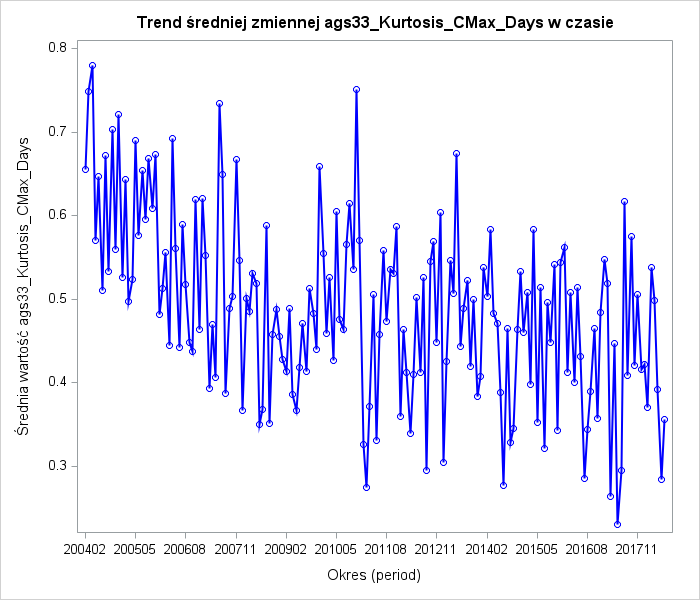 Trend średniej zmiennej ags33_Kurtosis_CMax_Days w czasie
Średnia wartość ags33_Kurtosis_CMax_Days
0.8
0.7
0.6
0.5
0.4
0.3
200402 200505 200608 200711 200902 201005 201108 201211 201402 201505 201608 201711
Okres (period)